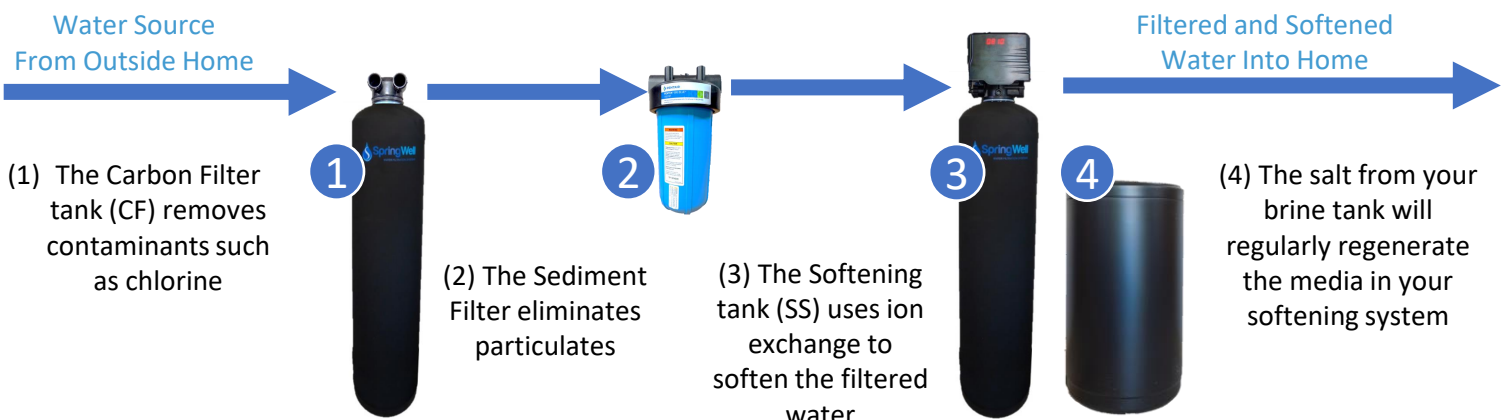 Water Source
From Outside Home
Filtered and Softened
Water Into Home
(1) The Carbon Filter
tank (CF) removes
contaminants such
as chlorine
1
SpringWell
(2) The Sediment
Filter eliminates
particulates
2
(3) The Softening
tank (SS) uses ion
exchange to
soften the filtered
water
3
SpringWell
4
(4) The salt from your
brine tank will
regularly regenerate
the media in your
softening system